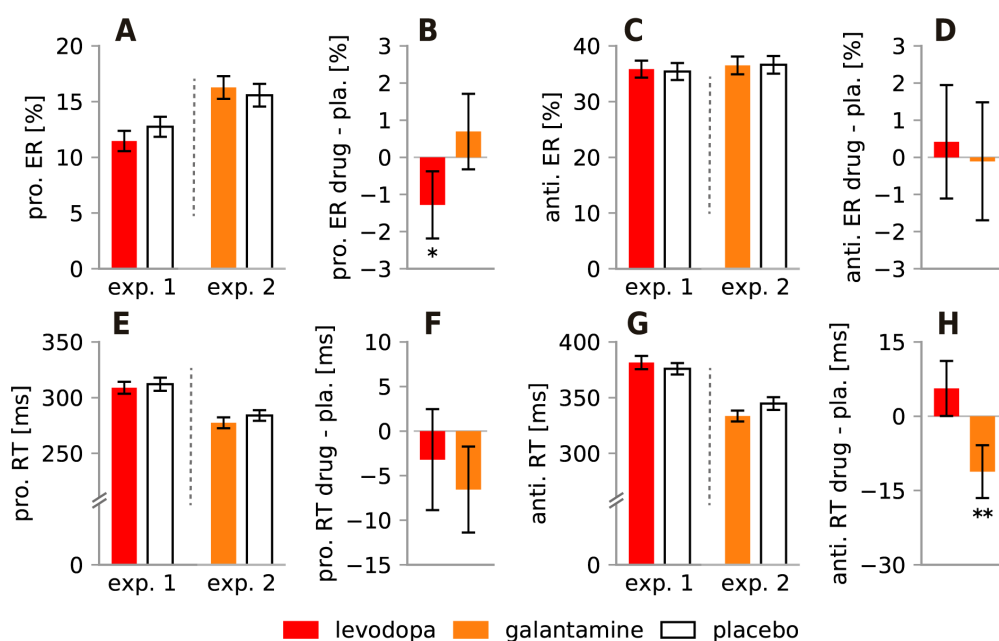 A
pro. ER [%]
20
15
10
5
0
exp. 1
exp. 2
B
pro. ER drug - pla. [%]
3
2
1
0
−1
−2
−3
*
C
anti. ER [%]
40
30
20
10
0
exp. 1
exp. 2
D
anti. ER drug - pla. [%]
3
2
1
0
−1
−2
−3
E
pro. RT [ms]
350
300
250
0
exp. 1
exp. 2
F
pro. RT drug - pla. [ms]
10
5
0
−5
−10
−15
G
anti. RT [ms]
400
350
300
0
exp. 1
exp. 2
H
anti. RT drug - pla. [ms]
15
0
−15
−30
**
levodopa
galantamine
placebo